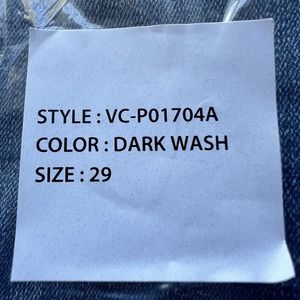 STYLE : VC-P01704A
COLOR : DARK WASH
SIZE : 29